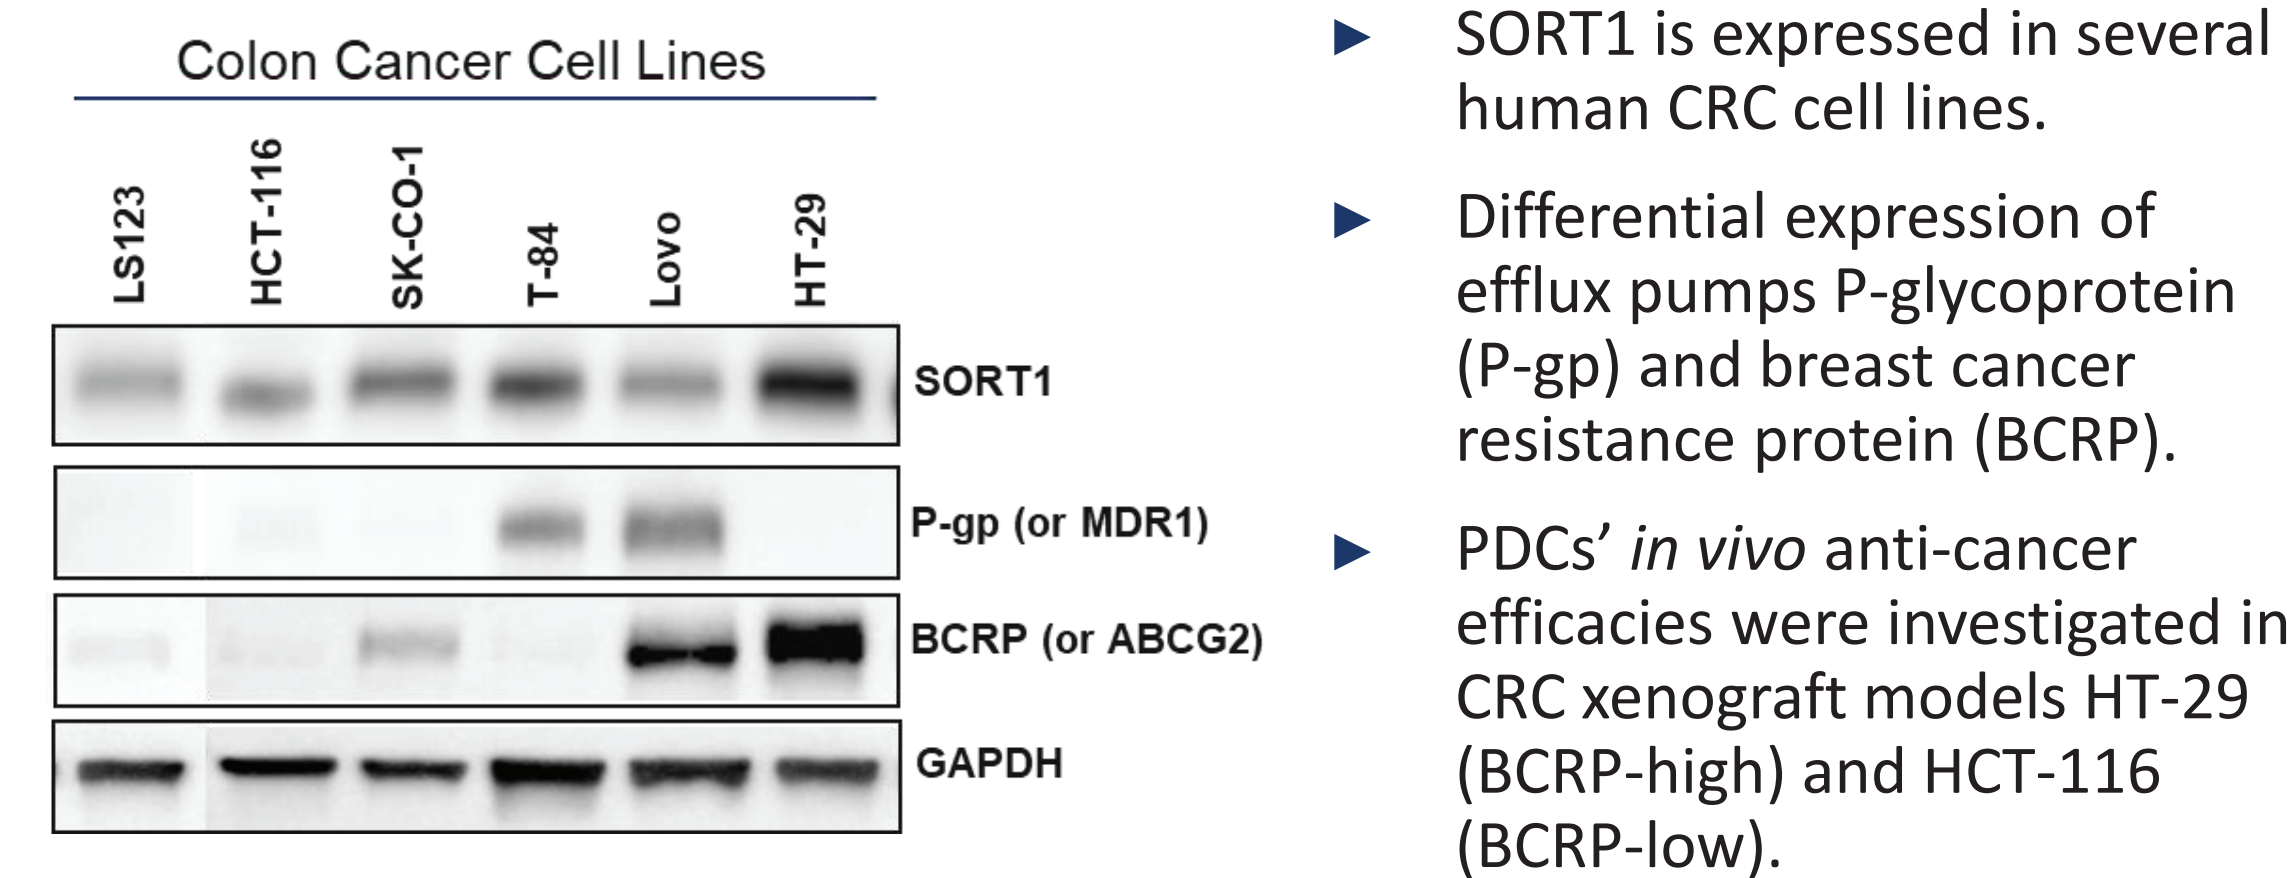 Colon Cancer Cell Lines
LS123
HCT-116
SK-CO-1
T-84
Lovo
HT-29
SORT1
P-gp (or MDR1)
BCRP (or ABCG2)
GAPDH
► SORT1 is expressed in several
human CRC cell lines.
► Differential expression of
efflux pumps P-glycoprotein
(P-gp) and breast cancer
resistance protein (BCRP).
► PDCs’ in vivo anti-cancer
efficacies were investigated in
CRC xenograft models HT-29
(BCRP-high) and HCT-116
(BCRP-low).